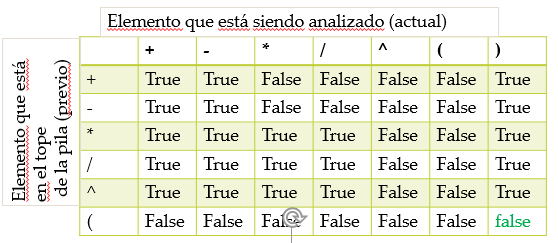 Elemento que está siendo analizado (actual)
Elemento que está
en el tope
de la pila (previo)
+ - * / ^ ( )
+ True True False False False False True
- True True False False False False True
* True True True True False False True
/ True True True True False False True
^ True True True True False False True
( False False False False False False false